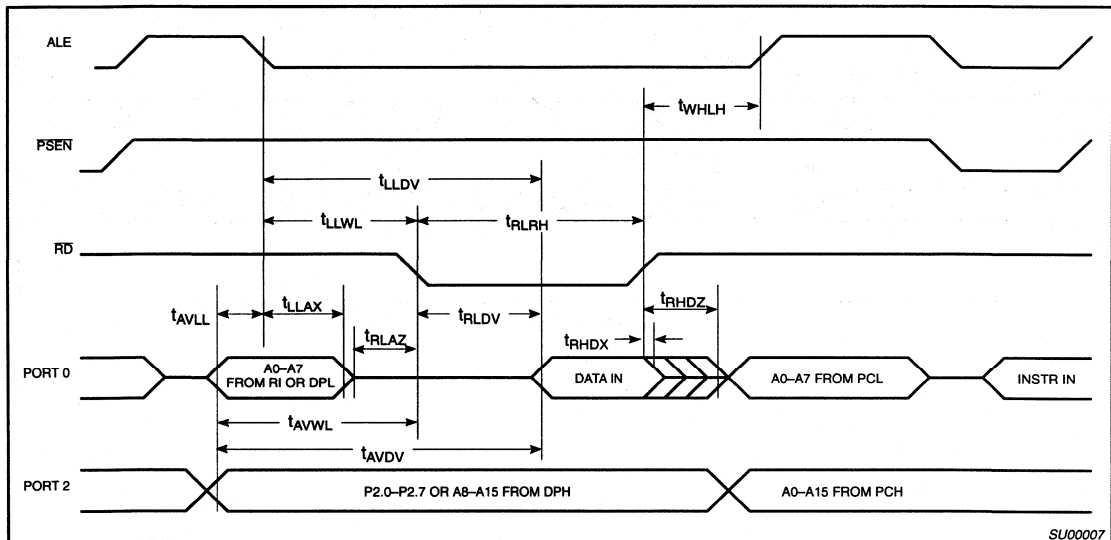 ALE
tWHLH
PSEN
tLLDV
tLLWL
tRLRH
RD
tAVLL
tLLAX
tRLAZ
tRLDV
tRHDZ
tRHDX
PORT 0
A0–A7
FROM RI OR DPL
DATA IN
A0–A7 FROM PCL
INSTR IN
tAVWL
tAVDV
PORT 2
P2.0–P2.7 OR A8–A15 FROM DPH
A0–A15 FROM PCH
SU00007